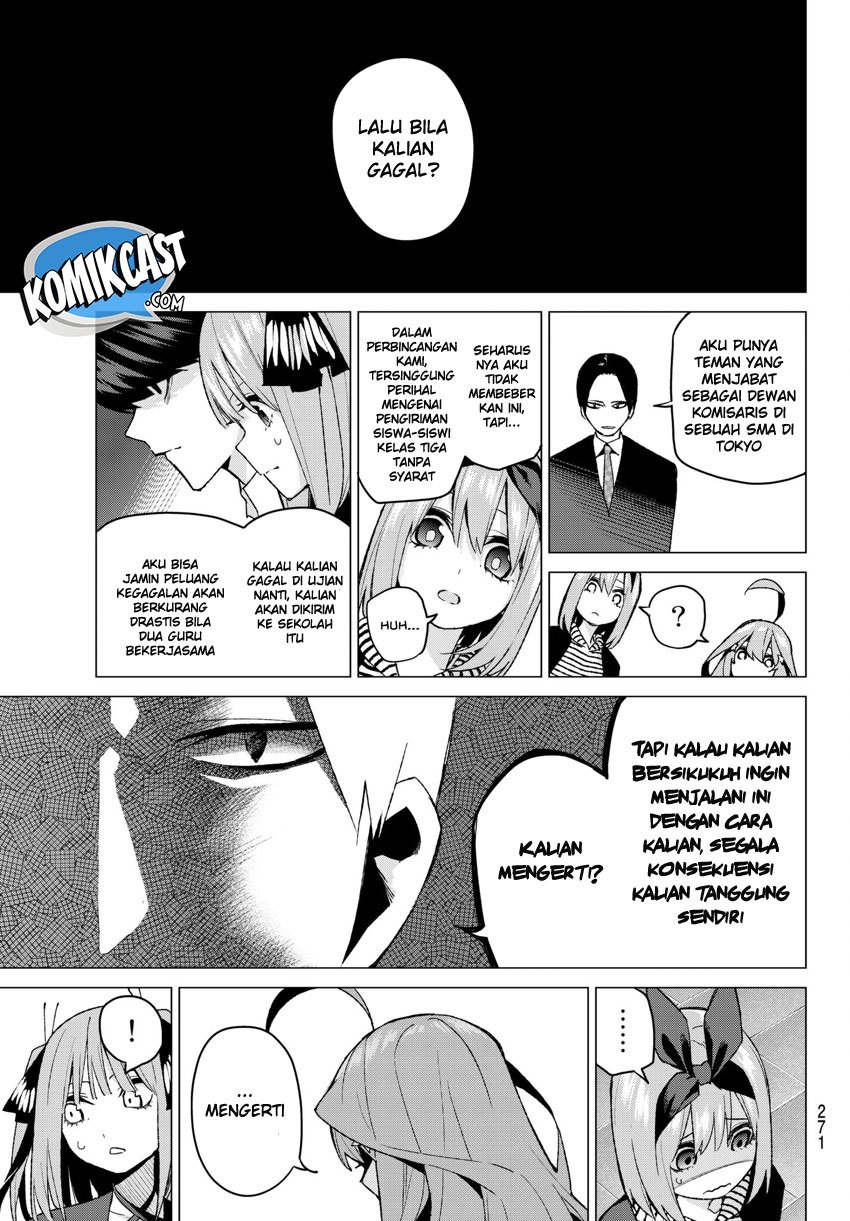 LALU BILA
KALIAN
GAGAL?
KOMIKCAST
.COM
AKU PUNYA
TEMAN YANG
MENJABAT
SEBAGAI DEWAN
KOMISARIS DI
SEBUAH SMA DI
TOKYO
?
SEHARUS
NYA AKU
TIDAK
MEMBEBER
KAN INI,
TAPI...
DALAM
PERBINCANGAN
KAMI,
TERSINGGUNG
PERIHAL
MENGENAI
PENGIRIMAN
SISWA-SISWI
KELAS TIGA
TANPA
SYARAT
HUH...
KALAU KALIAN
GAGAL DI UJIAN
NANTI, KALIAN
AKAN DIKIRIM
KE SEKOLAH
ITU
AKU BISA
JAMIN PELUANG
KEGAGALAN AKAN
BERKURANG
DRASTIS BILA
DUA GURU
BEKERJASAMA
TAPI KALAU KALIAN
BERSIKUKUH INGIN
MENJALANI INI
DENGAN CARA
KALIAN, SEGALA
KONSEKUENSI
KALIAN TANGGUNG
SENDIRI
KALIAN
MENGERTI?
........
...
MENGERTI
!
271